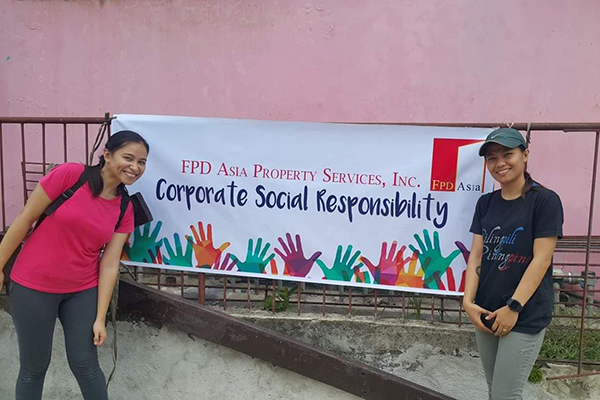 FPD Asia Property Services, Inc.
Corporate Social Responsibility
FPD Asia